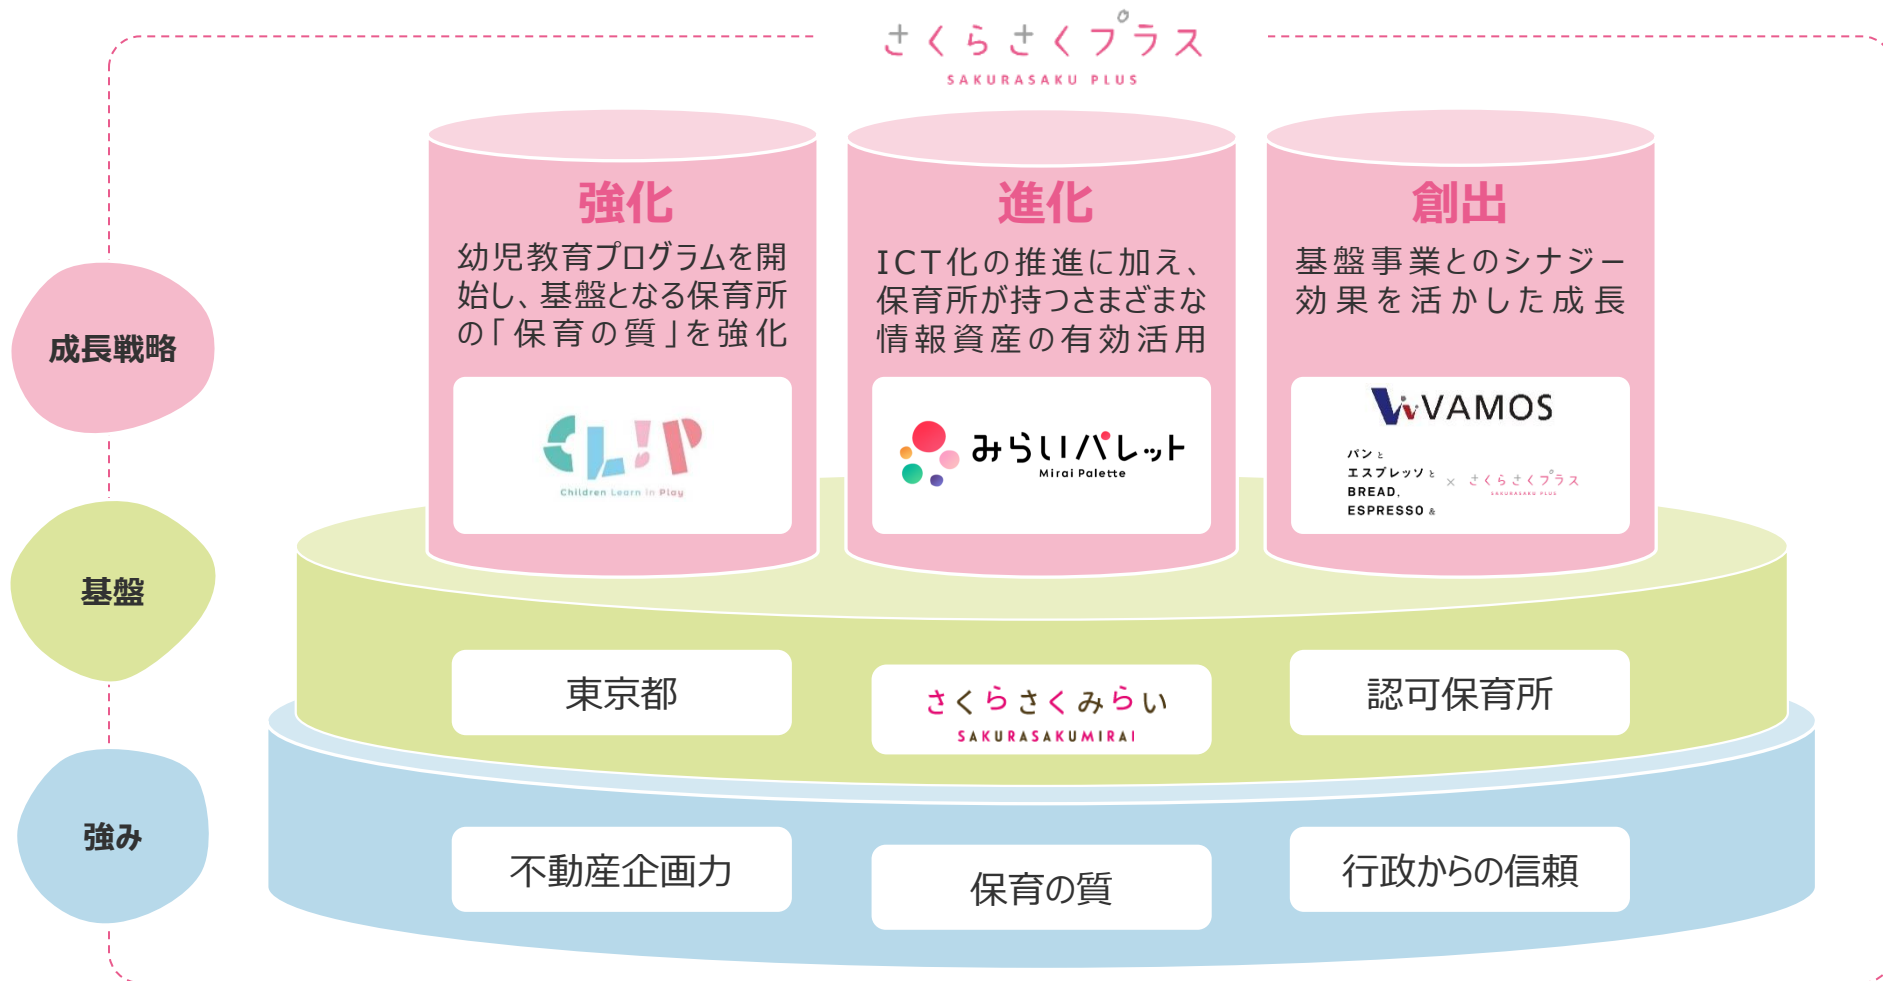 さくらさくプラス
SAKURASAKU PLUS
成長戦略
強化
幼児教育プログラムを開
始し、基盤となる保育所
の「保育の質」を強化
CL!P
Children Learn in Play
進化
ICT化の推進に加え、
保育所が持つさまざまな
情報資産の有効活用
みらいパレット
Mirai Palette
創出
基盤事業とのシナジー
効果を活かした成長
VAMOS
パンと
エスプレッソと
BREAD,
ESPRESSO &
×
さくらさくプラス
SAKURASAKU PLUS
基盤
東京都
さくらさくみらい
SAKURASAKUMIRAI
認可保育所
強み
不動産企画力
保育の質
行政からの信頼